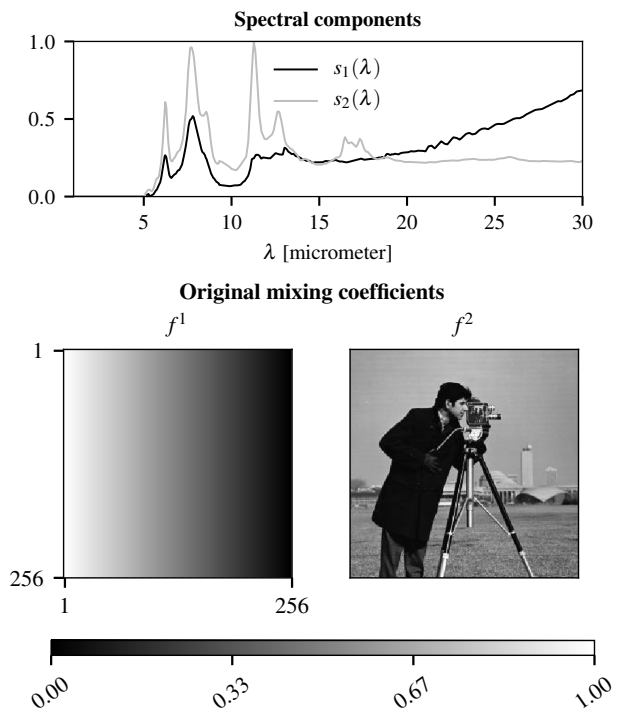 Spectral components
1.0
0.5
0.0
s₁(λ)
s₂(λ)
5 10 15 20 25 30
λ [micrometer]
Original mixing coefficients
f¹ f²
1
256
1 256
0.00 0.33 0.67 1.00